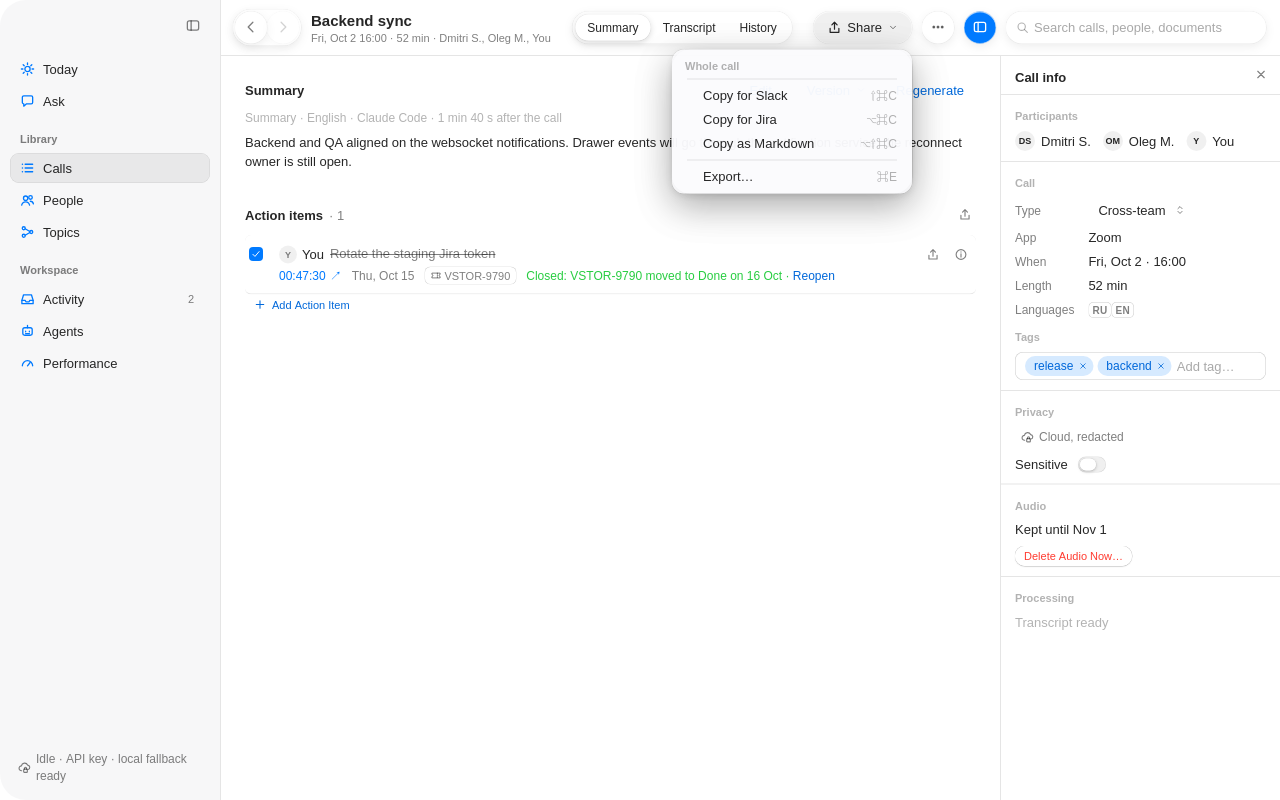 Today
Ask
Library
Calls
People
Topics
Workspace
Activity 2
Agents
Performance
Idle · API key · local fallback
ready
Backend sync
Fri, Oct 2 16:00 · 52 min · Dmitri S., Oleg M., You
Summary Transcript History
Share
Search calls, people, documents
Whole call
Copy for Slack ⇧⌘C
Copy for Jira ⌥⌘C
Copy as Markdown ⌥⇧⌘C
Export… ⌘E
Summary
Summary · English · Claude Code · 1 min 40 s after the call
Backend and QA aligned on the websocket notifications. Drawer events will go reconnect
owner is still open.
Action items · 1
Y You Rotate the staging Jira token
00:47:30 ↗ Thu, Oct 15 VSTOR-9790 Closed: VSTOR-9790 moved to Done on 16 Oct · Reopen
+ Add Action Item
Call info
Participants
DS Dmitri S. OM Oleg M. Y You
Call
Type Cross-team
App Zoom
When Fri, Oct 2 · 16:00
Length 52 min
Languages RU EN
Tags
release × backend × Add tag…
Privacy
Cloud, redacted
Sensitive
Audio
Kept until Nov 1
Delete Audio Now…
Processing
Transcript ready